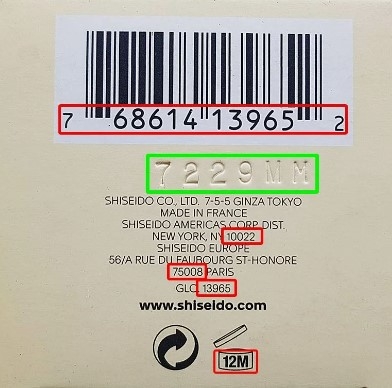 7 68614 13965 2
7229MM
SHISEIDO CO., LTD. 7-5-5 GINZA TOKYO
MADE IN FRANCE
SHISEIDO AMERICAS CORP. DIST.
NEW YORK, NY 10022
SHISEIDO EUROPE
56/A RUE DU FAUBOURG ST-HONORE
75008 PARIS
GLC 13965
www.shiseido.com
12M